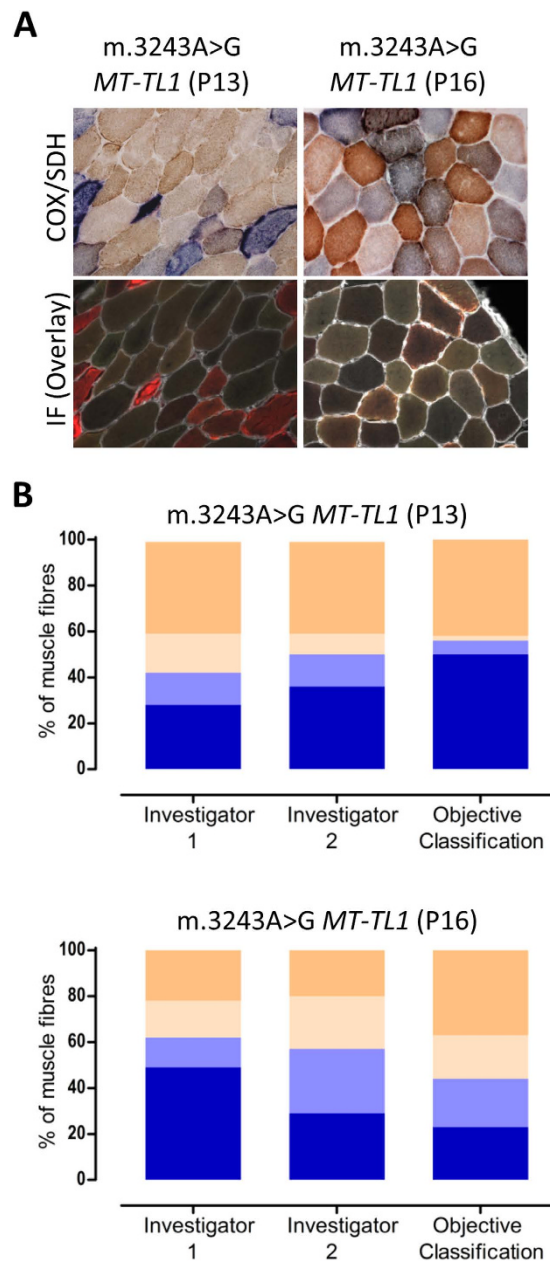 A
m.3243A>G
MT-TL1 (P13)
m.3243A>G
MT-TL1 (P16)
COX/SDH
IF (Overlay)
B
m.3243A>G MT-TL1 (P13)
% of muscle fibres
100
80
60
40
20
0
Investigator
1
Investigator
2
Objective
Classification
m.3243A>G MT-TL1 (P16)
% of muscle fibres
100
80
60
40
20
0
Investigator
1
Investigator
2
Objective
Classification